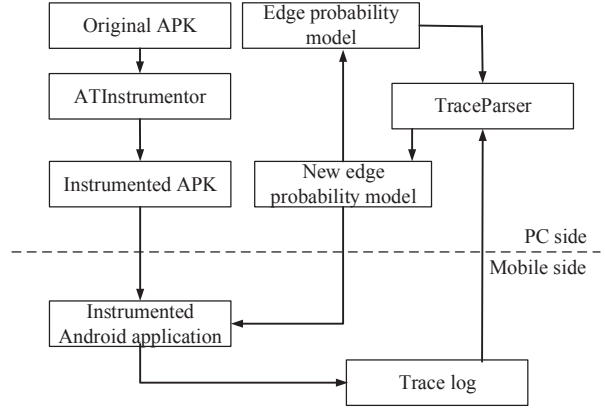 Original APK
Edge probability
model
ATInstrumentor
TraceParser
Instrumented APK
New edge
probability model
PC side
Mobile side
Instrumented
Android application
Trace log